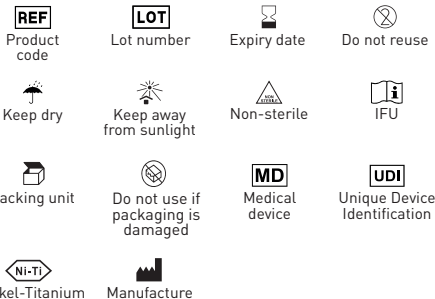 REF LOT
Product code Lot number Expiry date Do not reuse
NON STERILE i
Keep dry Keep away from sunlight Non-sterile IFU
MD UDI
acking unit Do not use if packaging is damaged Medical device Unique Device Identification
Ni-Ti
kel-Titanium Manufacture